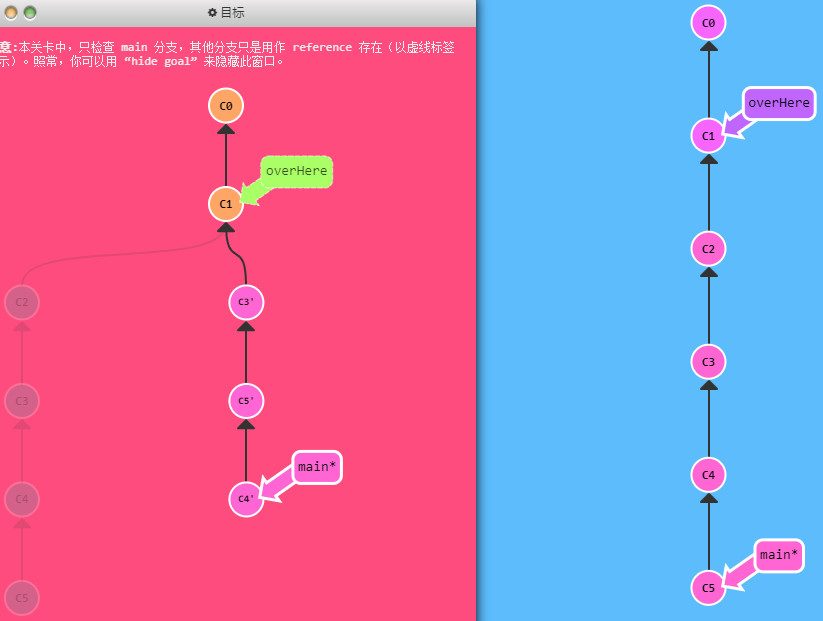 目标
意:本关卡中，只检查 main 分支，其他分支只是用作 reference 存在（以虚线标签
示）。照常，你可以用 “hide goal” 来隐藏此窗口。
C0
overHere
C1
C2
C3'
C3
C5'
C4
main*
C4'
C5
C0
overHere
C1
C2
C3
C4
main*
C5